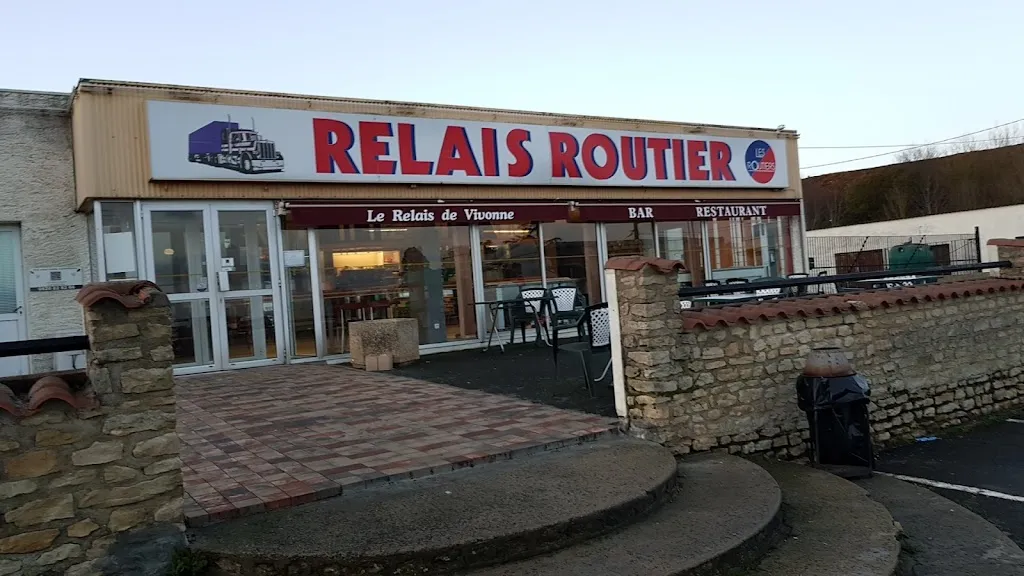 RELAIS ROUTIER
LES
ROUTIERS
Le Relais de Vivonne
BAR
RESTAURANT